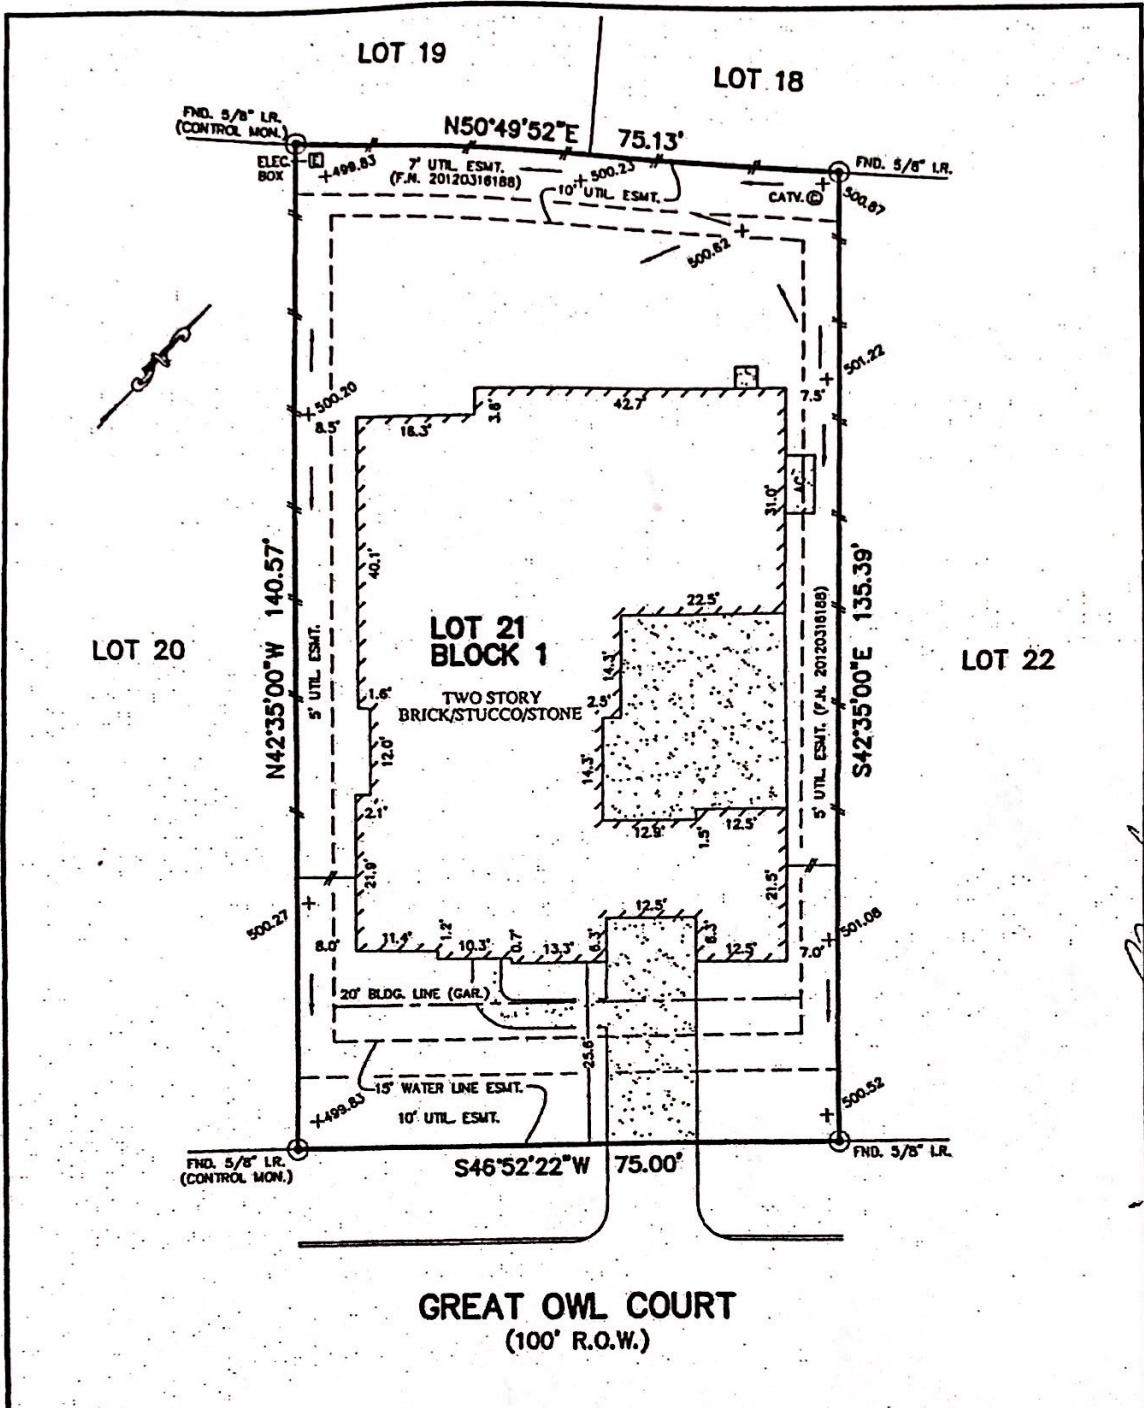 LOT 19
LOT 18
FND. 5/8" I.R.
(CONTROL MON.)
N50°49'52"E 75.13'
FND. 5/8" I.R.
ELEC.
BOX
E
499.83
7' UTIL. ESMT.
(F.N. 20120316188)
500.23
10' UTIL. ESMT.
CATV. C
500.87
500.62
501.22
500.20
8.5'
16.3'
3.6'
42.7'
7.5'
AC
31.0'
40.1'
N42°35'00"W 140.57'
S42°35'00"E 135.39'
22.5'
LOT 20
5' UTIL. ESMT.
LOT 21
BLOCK 1
TWO STORY
BRICK/STUCCO/STONE
14.3'
2.5'
14.3'
LOT 22
5' UTIL. ESMT. (F.N. 20120316188)
1.6'
12.0'
2.1'
12.9'
1.5'
12.5'
21.9'
21.5'
500.27
8.0'
11.4'
1.2'
10.3'
0.7'
13.3'
6.3'
12.5'
6.3'
12.5'
7.0'
501.08
20' BLDG. LINE (GAR.)
25.6'
15' WATER LINE ESMT.
10' UTIL. ESMT.
499.83
500.52
FND. 5/8" I.R.
(CONTROL MON.)
S46°52'22"W 75.00'
FND. 5/8" I.R.
GREAT OWL COURT
(100' R.O.W.)